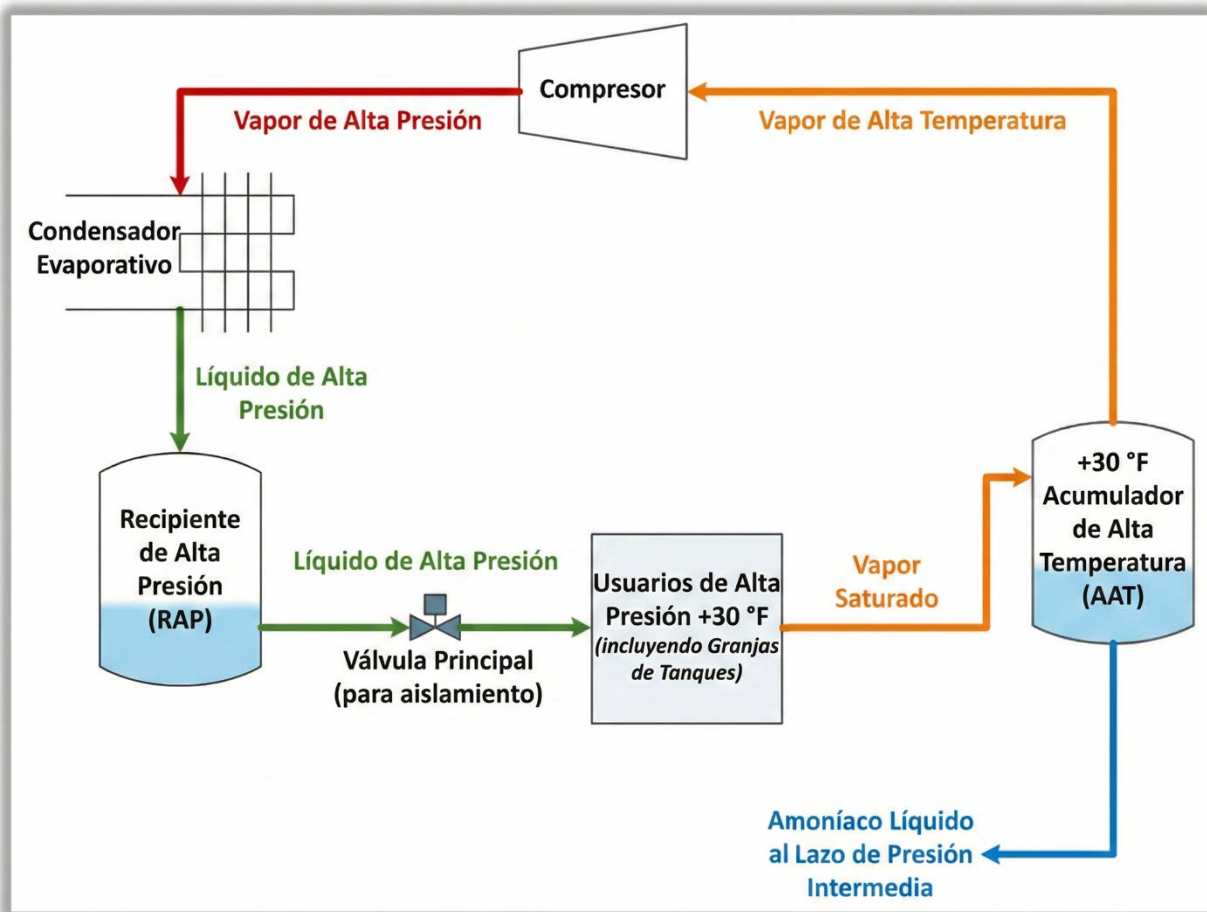 Compresor
Vapor de Alta Presión
Vapor de Alta Temperatura
Condensador
Evaporativo
Líquido de Alta
Presión
Recipiente
de Alta
Presión
(RAP)
Líquido de Alta Presión
Válvula Principal
(para aislamiento)
Usuarios de Alta
Presión +30 °F
(incluyendo Granjas
de Tanques)
Vapor
Saturado
+30 °F
Acumulador
de Alta
Temperatura
(AAT)
Amoníaco Líquido
al Lazo de Presión
Intermedia